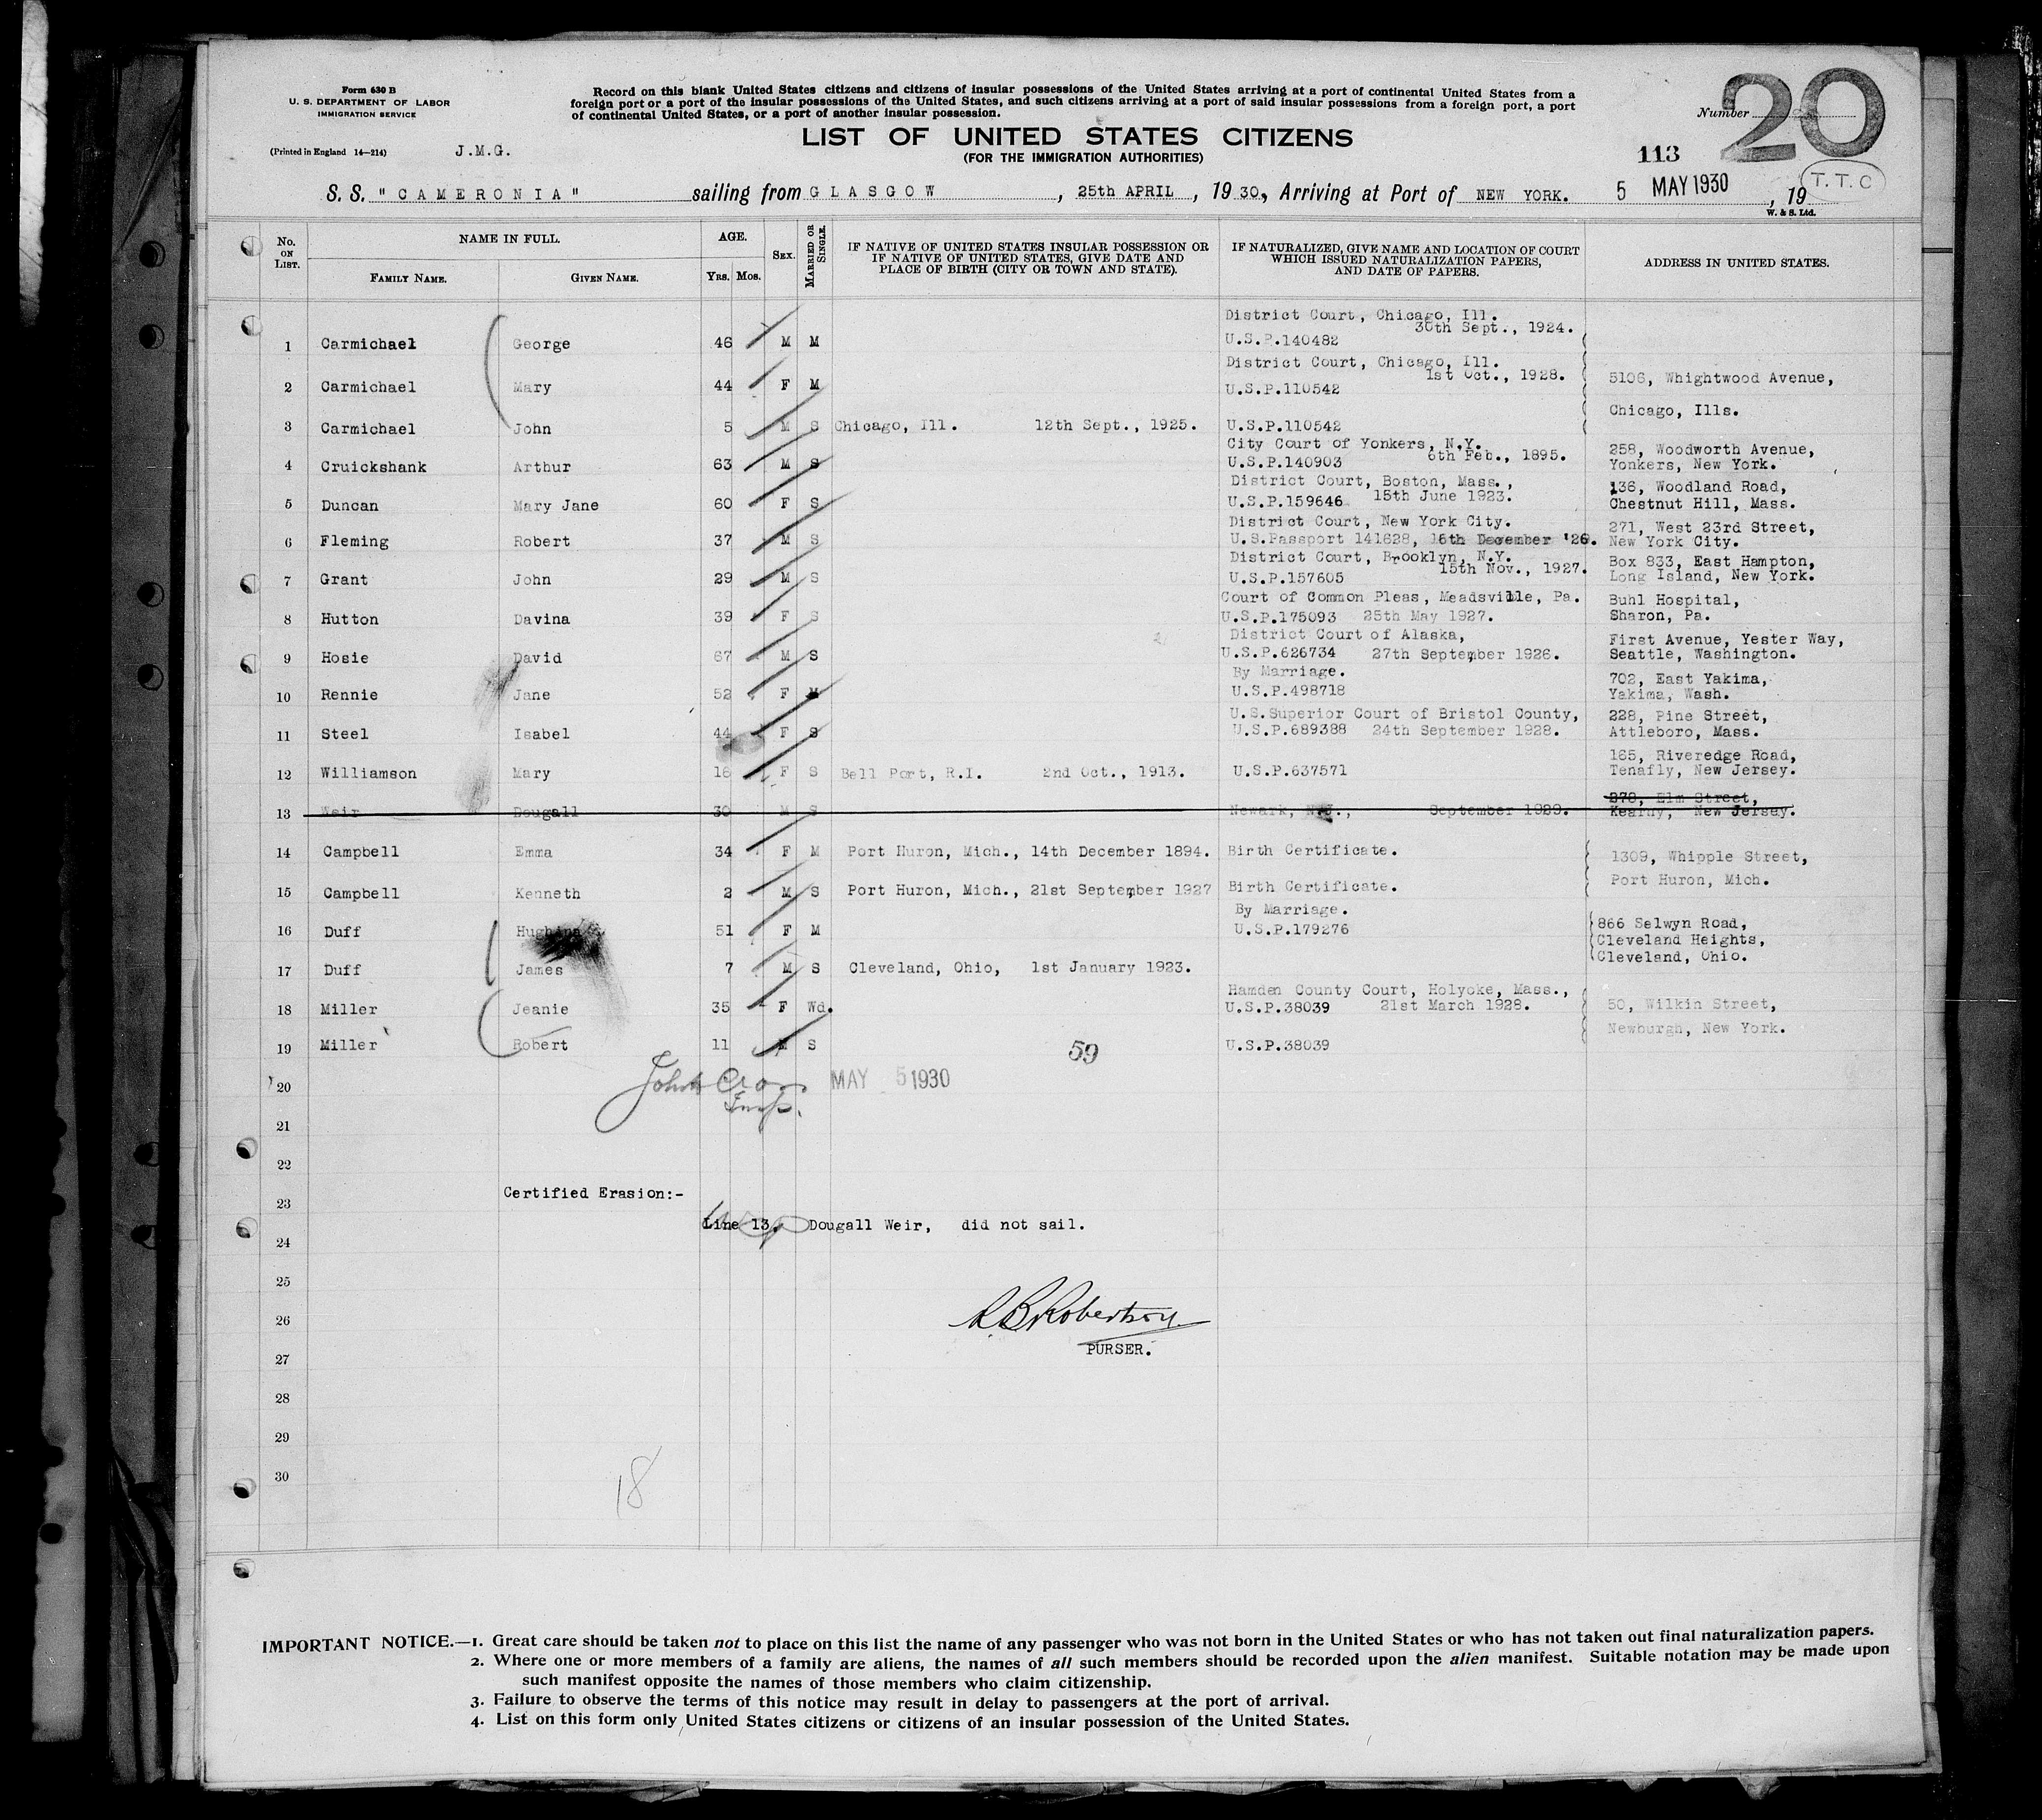 Form 630 B
U. S. DEPARTMENT OF LABOR
IMMIGRATION SERVICE
(Printed in England 14—214)
J.M.G.
Record on this blank United States citizens and citizens of insular possessions of the United States arriving at a port of continental United States from a
foreign port or a port of the insular possessions of the United States, and such citizens arriving at a port of said insular possessions from a foreign port, a port
of continental United States, or a port of another insular possession.
LIST OF UNITED STATES CITIZENS
(FOR THE IMMIGRATION AUTHORITIES)
Number 20
113
T.T.C
S. S. "CAMERONIA" sailing from GLASGOW, 25th APRIL, 1930, Arriving at Port of NEW YORK. 5 MAY 1930, 19
W. & S. Ltd.
No. ON LIST. NAME IN FULL. AGE. SEX. MARRIED OR SINGLE. IF NATIVE OF UNITED STATES INSULAR POSSESSION OR IF NATIVE OF UNITED STATES, GIVE DATE AND PLACE OF BIRTH (CITY OR TOWN AND STATE). IF NATURALIZED, GIVE NAME AND LOCATION OF COURT WHICH ISSUED NATURALIZATION PAPERS, AND DATE OF PAPERS. ADDRESS IN UNITED STATES.
FAMILY NAME. GIVEN NAME. YRS. MOS.
District Court, Chicago, Ill.
30th Sept., 1924.
1 Carmichael George 46 M M U.S.P.140482
District Court, Chicago, Ill.
1st Oct., 1928.
2 Carmichael Mary 44 F M U.S.P.110542 5106, Whightwood Avenue,
Chicago, Ills.
3 Carmichael John 5 M S Chicago, Ill. 12th Sept., 1925. U.S.P.110542
City Court of Yonkers, N.Y.
6th Feb., 1895. 258, Woodworth Avenue,
4 Cruickshank Arthur 63 M S U.S.P.140903 Yonkers, New York.
District Court, Boston, Mass., 136, Woodland Road,
5 Duncan Mary Jane 60 F S U.S.P.159646 15th June 1923. Chestnut Hill, Mass.
District Court, New York City. 271, West 23rd Street,
6 Fleming Robert 37 M S U.S.Passport 141628, 16th December '26. New York City.
District Court, Brooklyn, N.Y. Box 833, East Hampton,
7 Grant John 29 M S U.S.P.157605 15th Nov., 1927. Long Island, New York.
Court of Common Pleas, Meadsville, Pa. Buhl Hospital,
8 Hutton Davina 39 F S U.S.P.175093 25th May 1927. Sharon, Pa.
District Court of Alaska, First Avenue, Yester Way,
9 Hosie David 67 M S U.S.P.626734 27th September 1926. Seattle, Washington.
By Marriage. 702, East Yakima,
10 Rennie Jane 52 F M U.S.P.498718 Yakima, Wash.
U.S.Superior Court of Bristol County, 228, Pine Street,
11 Steel Isabel 44 F S U.S.P.689388 24th September 1928. Attleboro, Mass.
165, Riveredge Road,
12 Williamson Mary 16 F S Bell Port, R.I. 2nd Oct., 1913. U.S.P.637571 Tenafly, New Jersey.
278, Elm Street,
13 Weir Dougall 30 M S Newark, N.J., September 1929. Kearny, New Jersey.
14 Campbell Emma 34 F M Port Huron, Mich., 14th December 1894. Birth Certificate. 1309, Whipple Street,
Port Huron, Mich.
15 Campbell Kenneth 2 M S Port Huron, Mich., 21st September, 1927 Birth Certificate.
By Marriage.
16 Duff Hughina 51 F M U.S.P.179276 866 Selwyn Road,
Cleveland Heights,
Cleveland, Ohio.
17 Duff James 7 M S Cleveland, Ohio, 1st January 1923.
Hamden County Court, Holyoke, Mass.,
18 Miller Jeanie 35 F Wd. U.S.P.38039 21st March 1928. 50, Wilkin Street,
Newburgh, New York.
19 Miller Robert 11 M S U.S.P.38039
59
20 John MAY 5 1930
Insp.
21
22
23 Certified Erasion:-
Line 13, Dougall Weir, did not sail.
24
25
26 R.B.Robertson
PURSER.
27
28
29
30
18
IMPORTANT NOTICE.—1. Great care should be taken not to place on this list the name of any passenger who was not born in the United States or who has not taken out final naturalization papers.
2. Where one or more members of a family are aliens, the names of all such members should be recorded upon the alien manifest. Suitable notation may be made upon
such manifest opposite the names of those members who claim citizenship.
3. Failure to observe the terms of this notice may result in delay to passengers at the port of arrival.
4. List on this form only United States citizens or citizens of an insular possession of the United States.